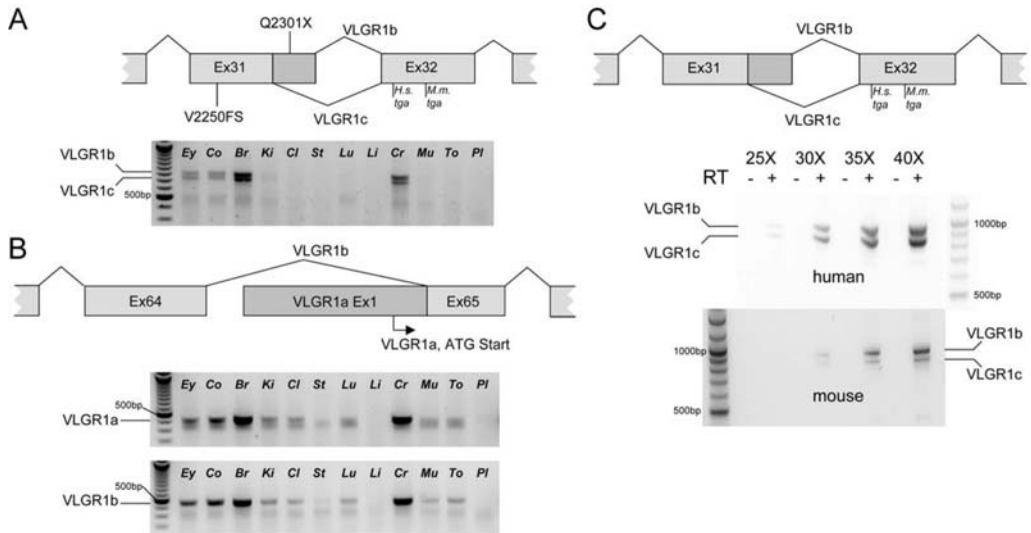 A
Q2301X
VLGR1b
Ex31
Ex32
H.s. tga
M.m. tga
V2250FS
VLGR1c
Ey Co Br Ki Cl St Lu Li Cr Mu To Pl
VLGR1b
VLGR1c
500bp
B
VLGR1b
Ex64
VLGR1a Ex1
Ex65
VLGR1a, ATG Start
Ey Co Br Ki Cl St Lu Li Cr Mu To Pl
500bp
VLGR1a
Ey Co Br Ki Cl St Lu Li Cr Mu To Pl
500bp
VLGR1b
C
VLGR1b
Ex31
Ex32
H.s. tga
M.m. tga
VLGR1c
25X 30X 35X 40X
RT - + - + - + - +
VLGR1b
VLGR1c
1000bp
500bp
human
1000bp
500bp
VLGR1b
VLGR1c
mouse